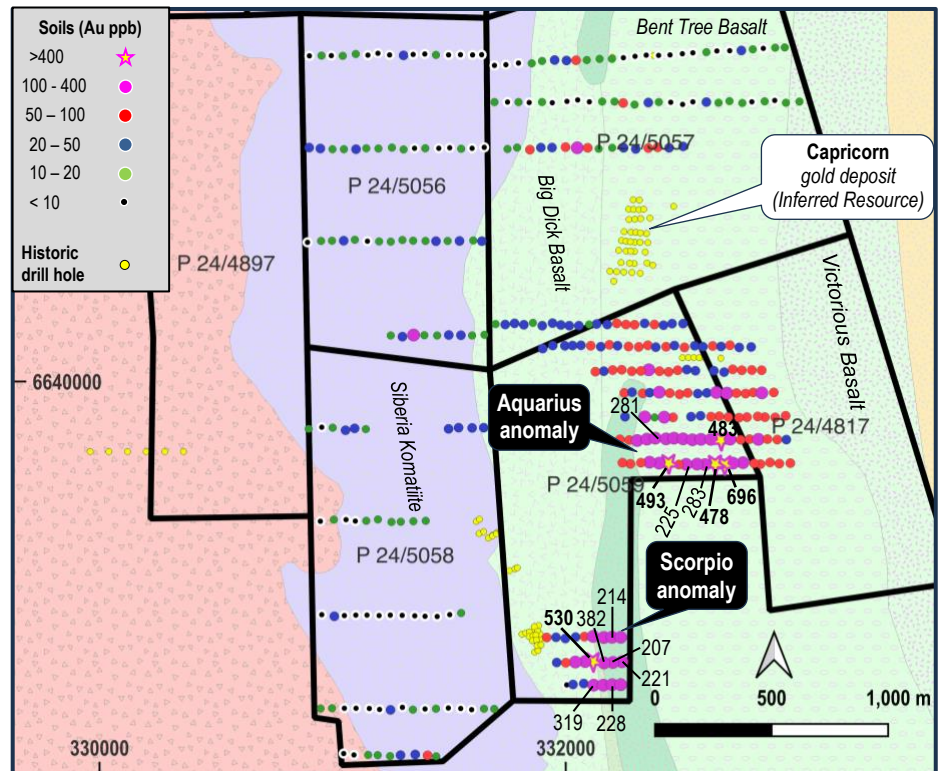 Soils (Au ppb)
>400
100 - 400
50 – 100
20 – 50
10 – 20
< 10
Historic
drill hole
Bent Tree Basalt
P 24/5057
Capricorn
gold deposit
(Inferred Resource)
P 24/5056
Big Dick Basalt
P 24/4897
Victorious Basalt
6640000
Siberia Komatiite
Aquarius
anomaly
281
483
P 24/4817
P 24/5059
493
225
283
478
696
P 24/5058
Scorpio
anomaly
214
530
382
207
221
319
228
0
500
1,000 m
330000
332000